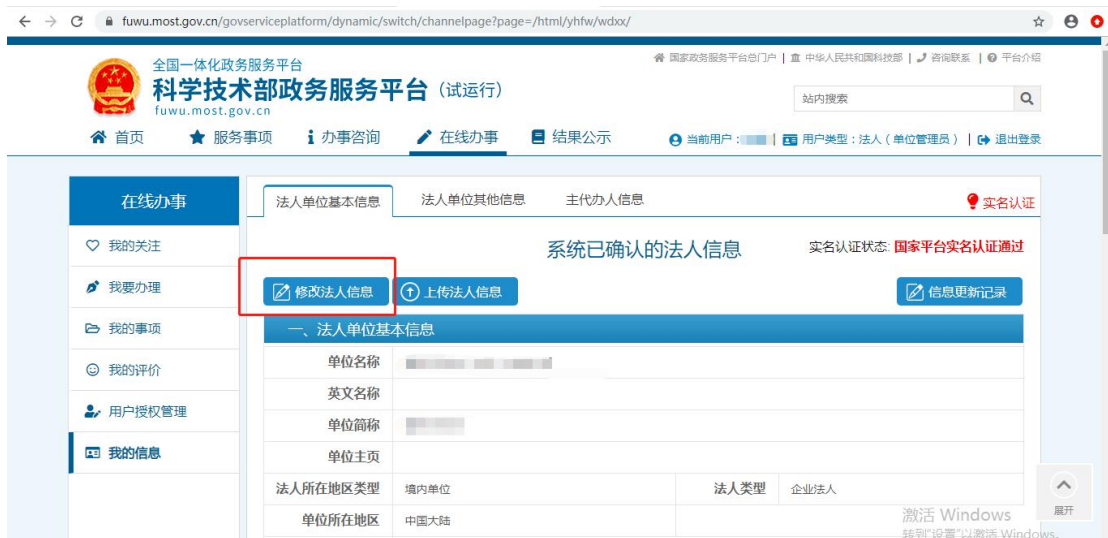 fuwu.most.gov.cn/govserviceplatform/dynamic/switch/channelpage?page=/html/yhfw/wdxx/
全国一体化政务服务平台
国家政务服务平台总门户 | 中华人民共和国科技部 | 咨询联系 | 平台介绍
科学技术部政务服务平台（试运行）
站内搜索
fuwu.most.gov.cn
首页 服务事项 办事咨询 在线办事 结果公示 当前用户： | 用户类型：法人（单位管理员） | 退出登录
在线办事 法人单位基本信息 法人单位其他信息 主代办人信息 实名认证
我的关注 系统已确认的法人信息 实名认证状态: 国家平台实名认证通过
我要办理 修改法人信息 上传法人信息 信息更新记录
我的事项 一、法人单位基本信息
单位名称
我的评价
英文名称
用户授权管理
单位简称
我的信息 单位主页
法人所在地区类型 境内单位 法人类型 企业法人
单位所在地区 中国大陆
展开
激活 Windows
转到"设置"以激活 Windows。